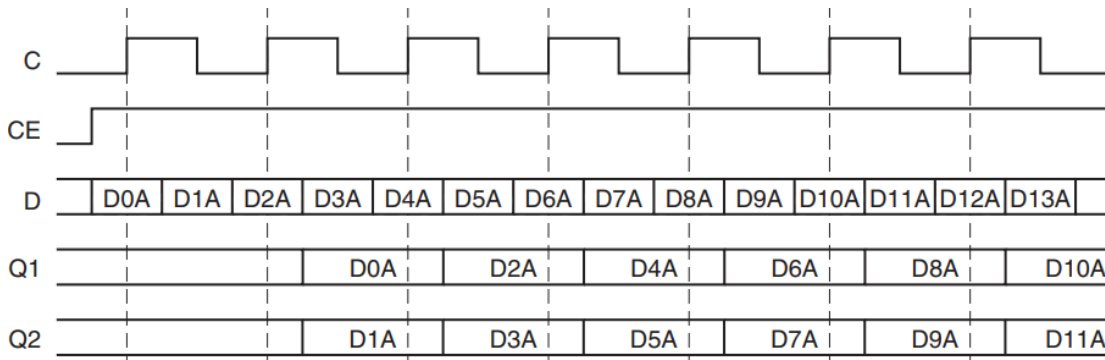 C
CE
D D0A D1A D2A D3A D4A D5A D6A D7A D8A D9A D10A D11A D12A D13A
Q1 D0A D2A D4A D6A D8A D10A
Q2 D1A D3A D5A D7A D9A D11A